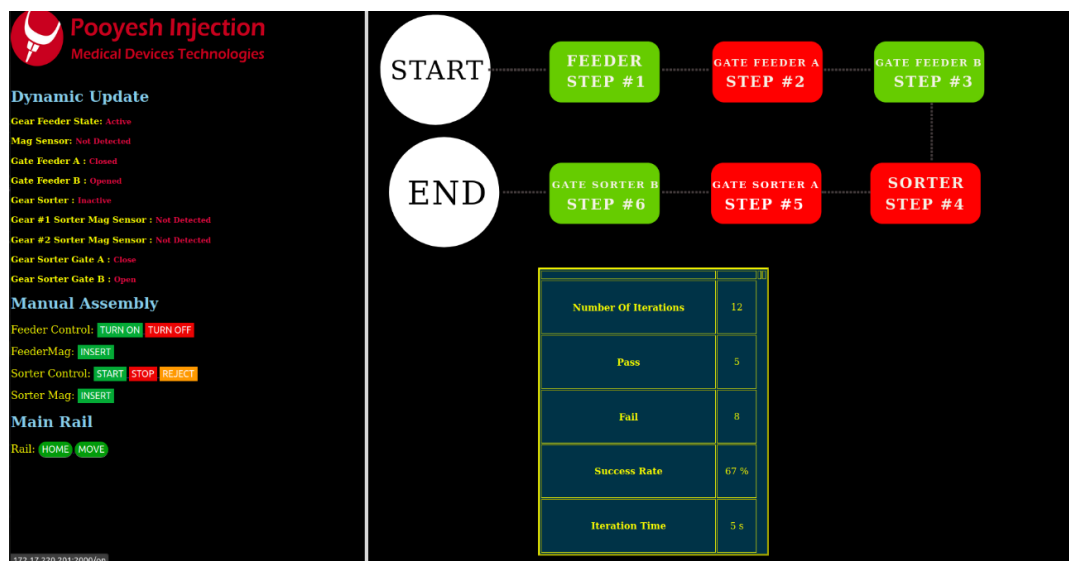 Pooyesh Injection
Medical Devices Technologies
Dynamic Update
Gear Feeder State: Active
Mag Sensor: Not Detected
Gate Feeder A : Closed
Gate Feeder B : Opened
Gear Sorter : Inactive
Gear #1 Sorter Mag Sensor : Not Detected
Gear #2 Sorter Mag Sensor : Not Detected
Gear Sorter Gate A : Close
Gear Sorter Gate B : Open
Manual Assembly
Feeder Control: TURN ON TURN OFF
FeederMag: INSERT
Sorter Control: START STOP REJECT
Sorter Mag: INSERT
Main Rail
Rail: HOME MOVE
START
FEEDER
STEP #1
GATE FEEDER A
STEP #2
GATE FEEDER B
STEP #3
END
GATE SORTER B
STEP #6
GATE SORTER A
STEP #5
SORTER
STEP #4
Number Of Iterations 12
Pass 5
Fail 8
Success Rate 67 %
Iteration Time 5 s